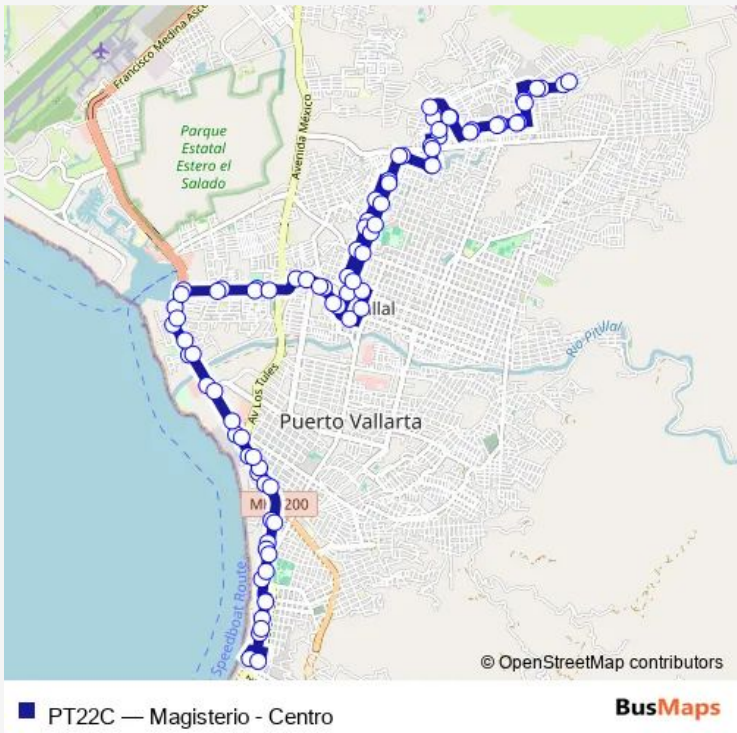 Francisco Medina Asc
Parque
Estatal
Estero el
Salado
Avenida México
llal
Río Pitillal
Av Los Tules
Puerto Vallarta
200
Speedboat Route
© OpenStreetMap contributors
PT22C — Magisterio - Centro
BusMaps